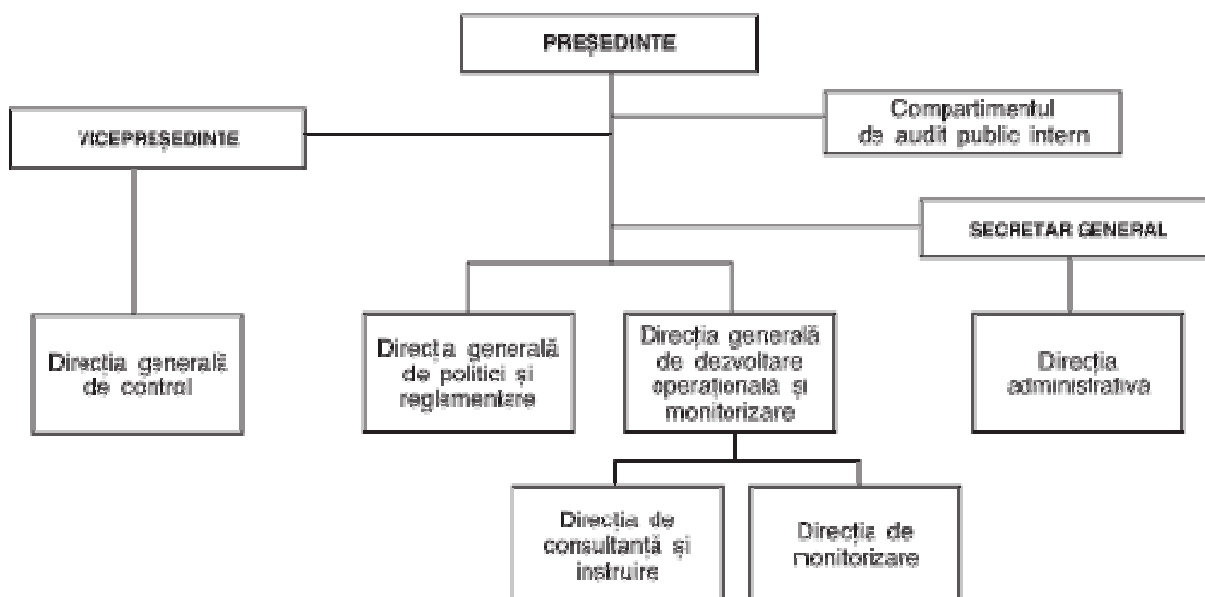 PREȘEDINTE
Compartimentul
de audit public intern
VICEPREȘEDINTE
SECRETAR GENERAL
Direcția generală
de control
Direcția generală
de politici și
reglementare
Direcția generală
de dezvoltare
operațională și
monitorizare
Direcția
administrativă
Direcția de
consultanță și
instruire
Direcția de
monitorizare